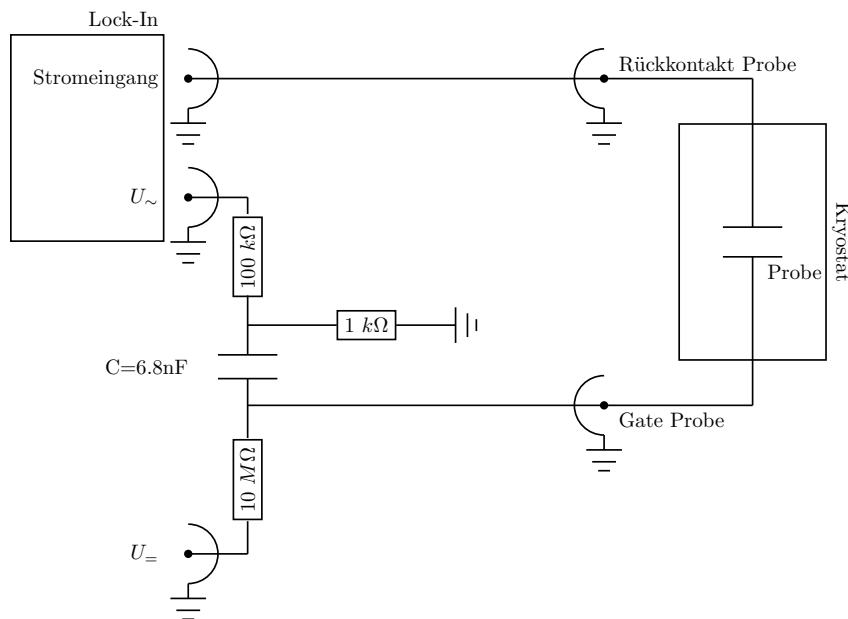 Lock-In
Stromeingang
Rückkontakt Probe
U∼
100 kΩ
Kryostat
Probe
1 kΩ
C=6.8nF
Gate Probe
10 MΩ
U=